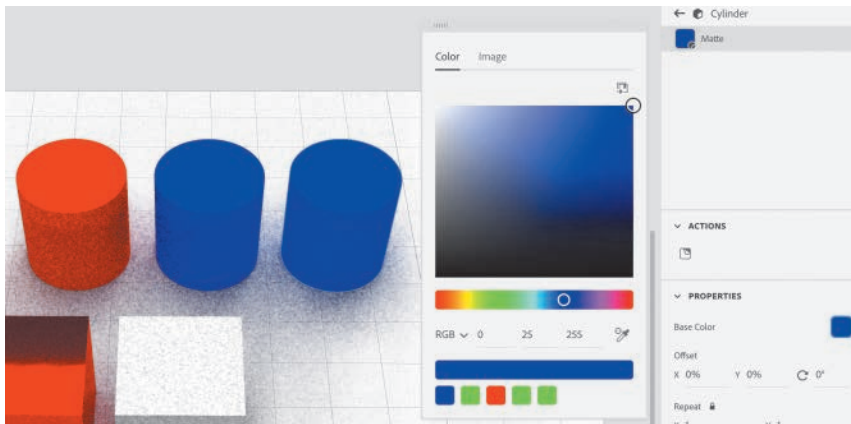 Cylinder
Matte
Color Image
ACTIONS
PROPERTIES
RGB 0 25 255
Base Color
Offset
X 0% Y 0% 0°
Repeat